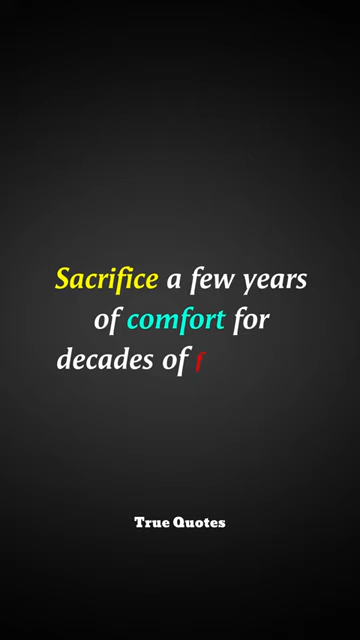 Sacrifice a few years
of comfort for
decades of f
True Quotes